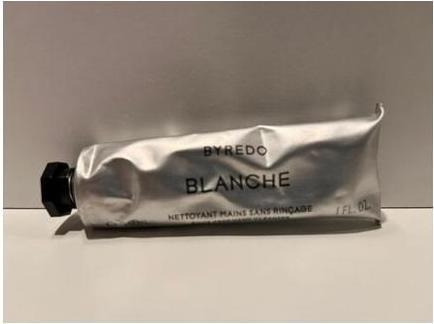 BYREDO
BLANCHE
NETTOYANT MAINS SANS RINÇAGE
1 FL. OZ.